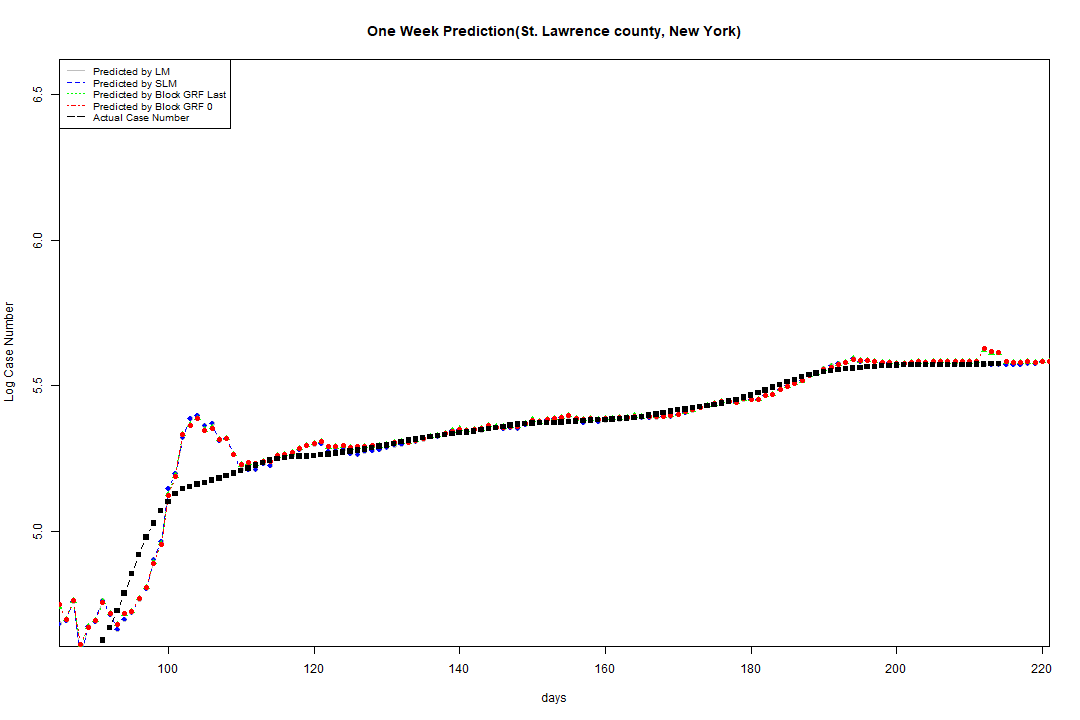 One Week Prediction(St. Lawrence county, New York)
Predicted by LM
Predicted by SLM
Predicted by Block GRF Last
Predicted by Block GRF 0
Actual Case Number
6.5
6.0
5.5
5.0
Log Case Number
100 120 140 160 180 200 220
days